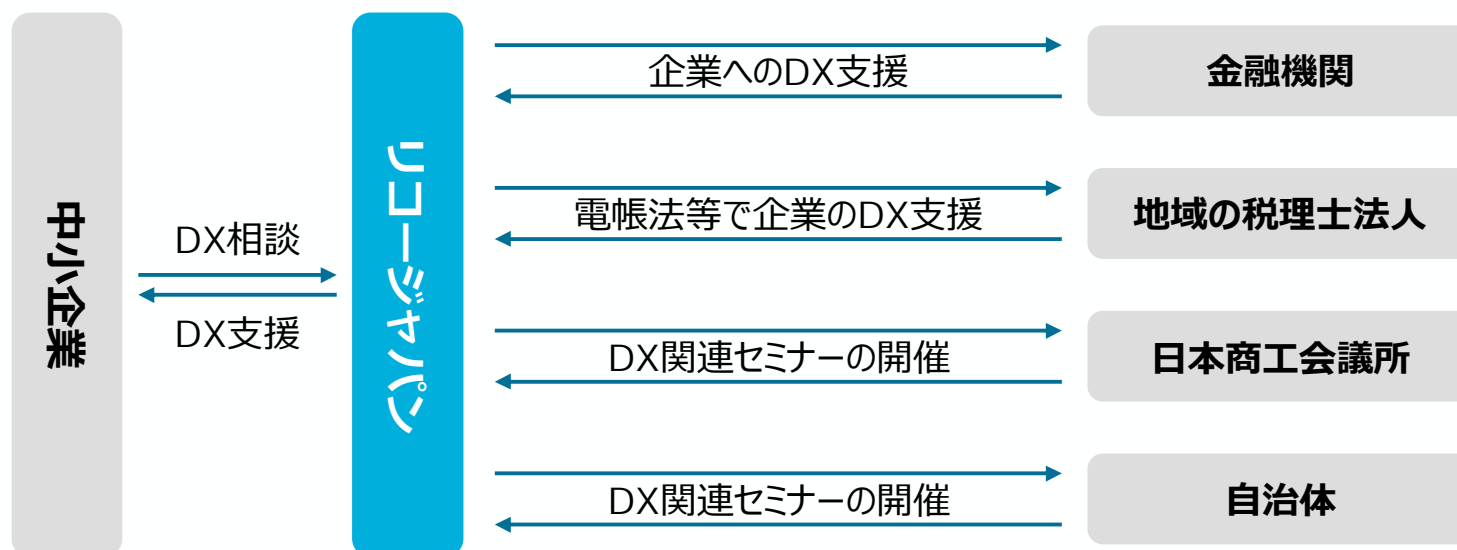 中小企業
DX相談
DX支援
リコージャパン
企業へのDX支援
金融機関
電帳法等で企業のDX支援
地域の税理士法人
DX関連セミナーの開催
日本商工会議所
DX関連セミナーの開催
自治体